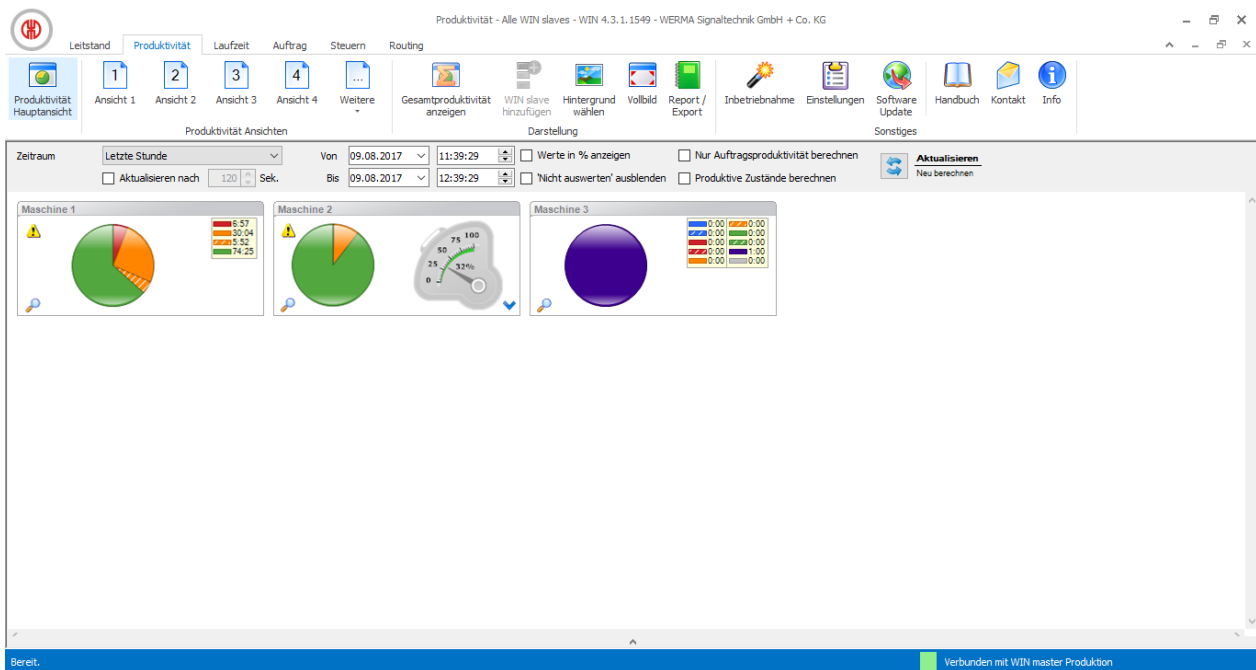 Produktivität - Alle WIN slaves - WIN 4.3.1.1549 - WERMA Signaltechnik GmbH + Co. KG
Leitstand Produktivität Laufzeit Auftrag Steuern Routing
1 2 3 4 ...
Produktivität Hauptansicht
Ansicht 1 Ansicht 2 Ansicht 3 Ansicht 4 Weitere
Gesamtproduktivität anzeigen
WIN slave hinzufügen
Hintergrund wählen
Vollbild
Report / Export
Inbetriebnahme Einstellungen
Software Update
Handbuch Kontakt Info
Produktivität Ansichten Darstellung Sonstiges
Zeitraum Letzte Stunde Von 09.08.2017 11:39:29 Werte in % anzeigen Nur Auftragsproduktivität berechnen Aktualisieren
Neu berechnen
Aktualisieren nach 120 Sek. Bis 09.08.2017 12:39:29 'Nicht auswerten' ausblenden Produktive Zustände berechnen
Maschine 1
6:57
30:04
5:52
74:25
Maschine 2
0 25 50 75 100
32%
Maschine 3
0:00 0:00
0:00 0:00
0:00 0:00
0:00 1:00
0:00 0:00
Bereit. Verbunden mit WIN master Produktion